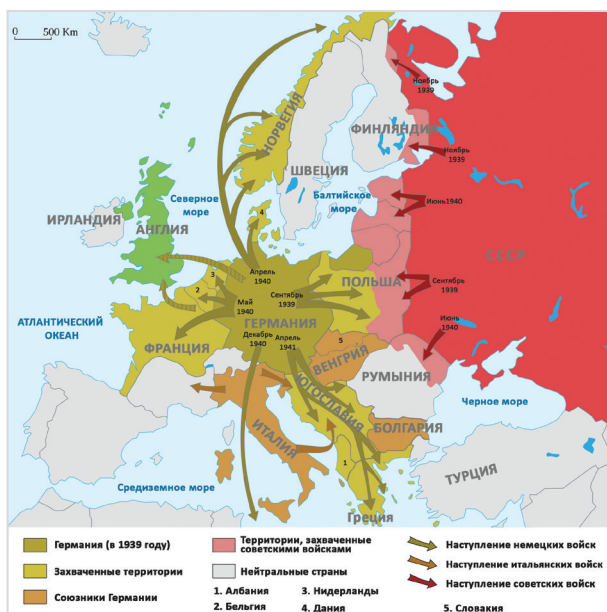 0 500 Km
Ноябрь
1939
НОРВЕГИЯ
ФИНЛЯНДИЯ
Ноябрь
1939
ШВЕЦИЯ
Балтийское
море
Июнь1940
Северное
море
4
ИРЛАНДИЯ
АНГЛИЯ
СССР
3
Апрель
1940
2
Сентябрь
1939
ПОЛЬША
Сентябрь
1939
Май
1940
ГЕРМАНИЯ
АТЛАНТИЧЕСКИЙ
ОКЕАН
Декабрь
1940
Апрель
1941
5
Июнь
1940
ФРАНЦИЯ
ВЕНГРИЯ
РУМЫНИЯ
ЮГОСЛАВИЯ
Черное море
ИТАЛИЯ
БОЛГАРИЯ
1
ТУРЦИЯ
Средиземное море
Греция
Германия (в 1939 году)
Захваченные территории
Союзники Германии
Территории, захваченные
советскими войсками
Нейтральные страны
1. Албания
2. Бельгия
3. Нидерланды
4. Дания
Наступление немецких войск
Наступление итальянских войск
Наступление советских войск
5. Словакия